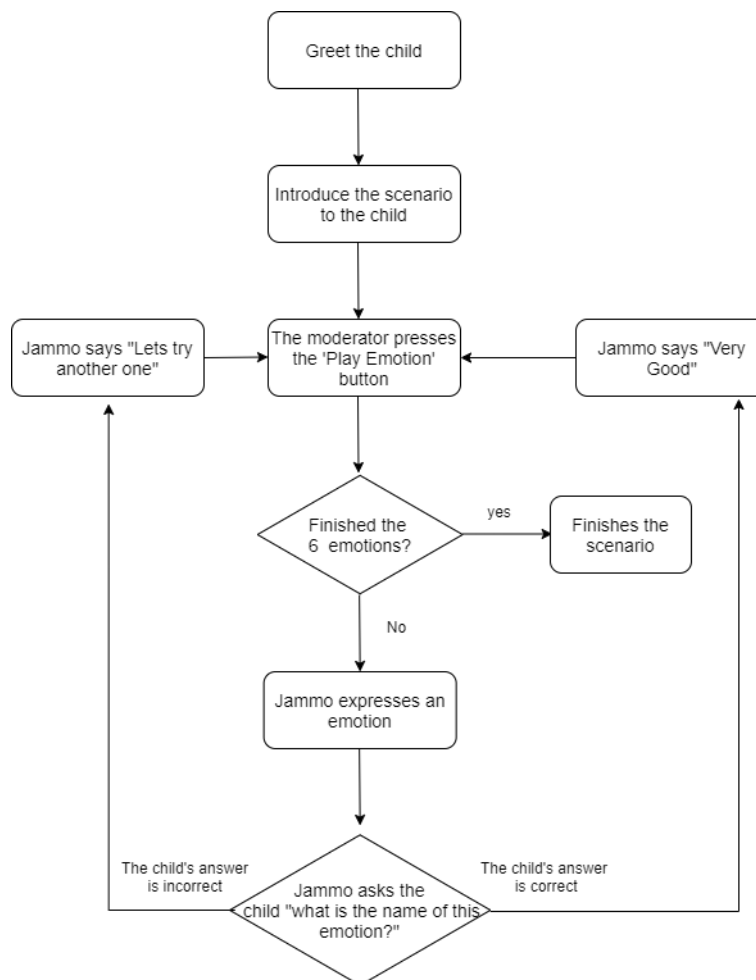 Greet the child
Introduce the scenario
to the child
Jammo says "Lets try
another one"
The moderator presses
the 'Play Emotion'
button
Jammo says "Very
Good"
Finished the
6 emotions?
yes
Finishes the
scenario
No
Jammo expresses an
emotion
The child's answer
is incorrect
The child's answer
is correct
Jammo asks the
child "what is the name of this
emotion?"